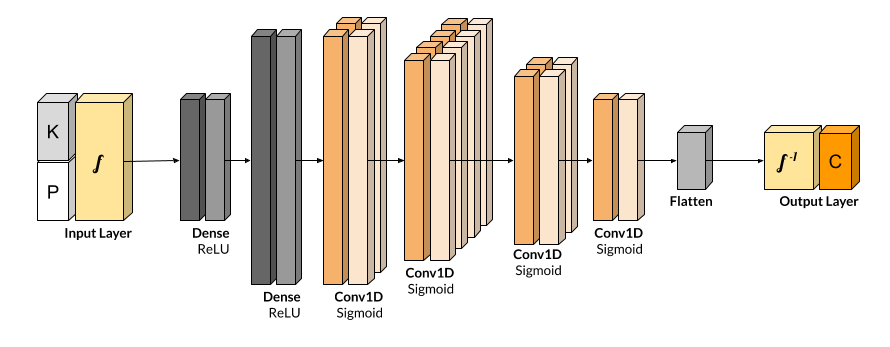 K
P
∫
Input Layer
Dense
ReLU
Dense
ReLU
Conv1D
Sigmoid
Conv1D
Sigmoid
Conv1D
Sigmoid
Conv1D
Sigmoid
Flatten
∫ -1
C
Output Layer